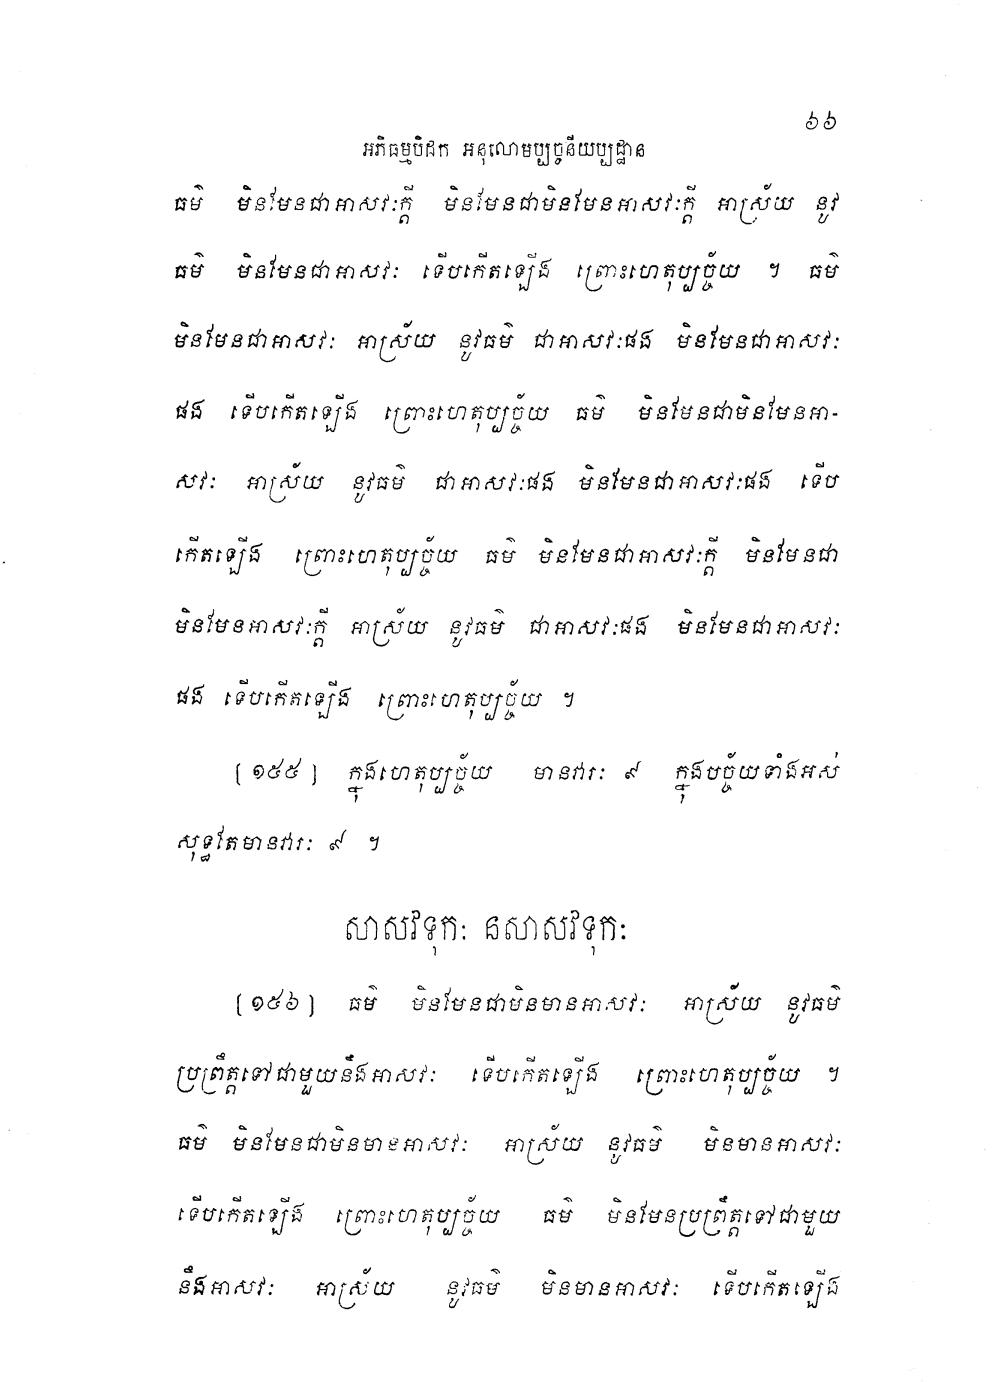 ៦៦
អភិធម្មបិដក អនុលោមប្បច្ចនីយប្បដ្ឋាន
ធម៌ មិនមែនជាអាសវៈក្តី មិនមែនជាមិនមែនអាសវៈក្តី អាស្រ័យ នូវ
ធម៌ មិនមែនជាអាសវៈ ទើបកើតឡើង ព្រោះហេតុប្បច្ច័យ ។ ធម៌
មិនមែនជាអាសវៈ អាស្រ័យ នូវធម៌ ជាអាសវៈផង មិនមែនជាអាសវៈ
ផង ទើបកើតឡើង ព្រោះហេតុប្បច្ច័យ ធម៌ មិនមែនជាមិនមែនអា-
សវៈ អាស្រ័យ នូវធម៌ ជាអាសវៈផង មិនមែនជាអាសវៈផង ទើប
កើតឡើង ព្រោះហេតុប្បច្ច័យ ធម៌ មិនមែនជាអាសវៈក្តី មិនមែនជា
មិនមែនអាសវៈក្តី អាស្រ័យ នូវធម៌ ជាអាសវៈផង មិនមែនជាអាសវៈ
ផង ទើបកើតឡើង ព្រោះហេតុប្បច្ច័យ ។
[១៥៥] ក្នុងហេតុប្បច្ច័យ មានវារៈ ៩ ក្នុងបច្ច័យទាំងអស់
សុទ្ធតែមានវារៈ ៩ ។
សាសវទុកៈ នសាសវទុកៈ
[១៥៦] ធម៌ មិនមែនជាមិនមានអាសវៈ អាស្រ័យ នូវធម៌
ប្រព្រឹត្តទៅជាមួយនឹងអាសវៈ ទើបកើតឡើង ព្រោះហេតុប្បច្ច័យ ។
ធម៌ មិនមែនជាមិនមានអាសវៈ អាស្រ័យ នូវធម៌ មិនមានអាសវៈ
ទើបកើតឡើង ព្រោះហេតុប្បច្ច័យ ធម៌ មិនមែនប្រព្រឹត្តទៅជាមួយ
នឹងអាសវៈ អាស្រ័យ នូវធម៌ មិនមានអាសវៈ ទើបកើតឡើង